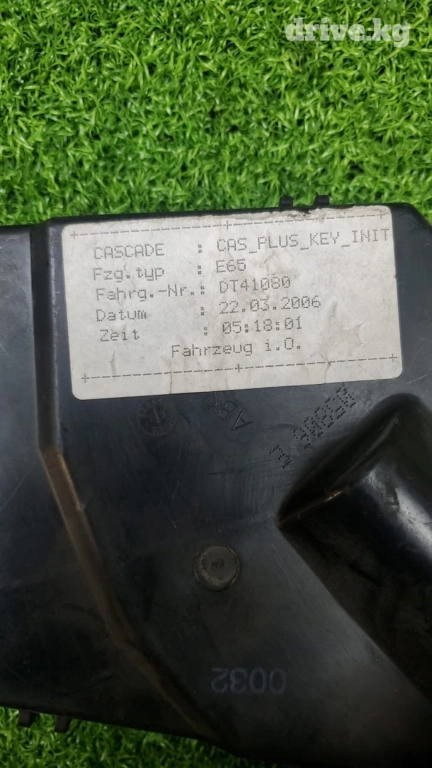 drive.kg
CASCADE : CAS_PLUS_KEY_INIT
Fzg.typ : E65
Fahrg.-Nr.: DT41080
Datum : 22.03.2006
Zeit : 05:18:01
Fahrzeug i.O.
0032